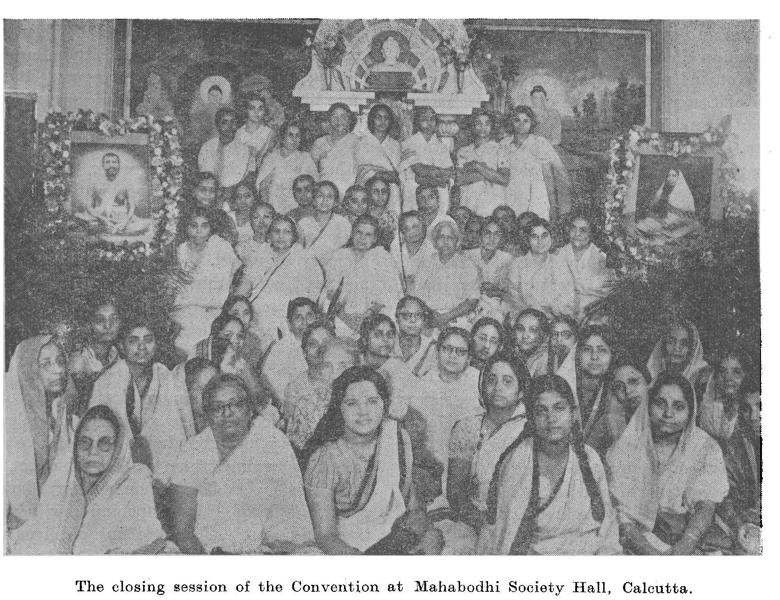 The closing session of the Convention at Mahabodhi Society Hall, Calcutta.